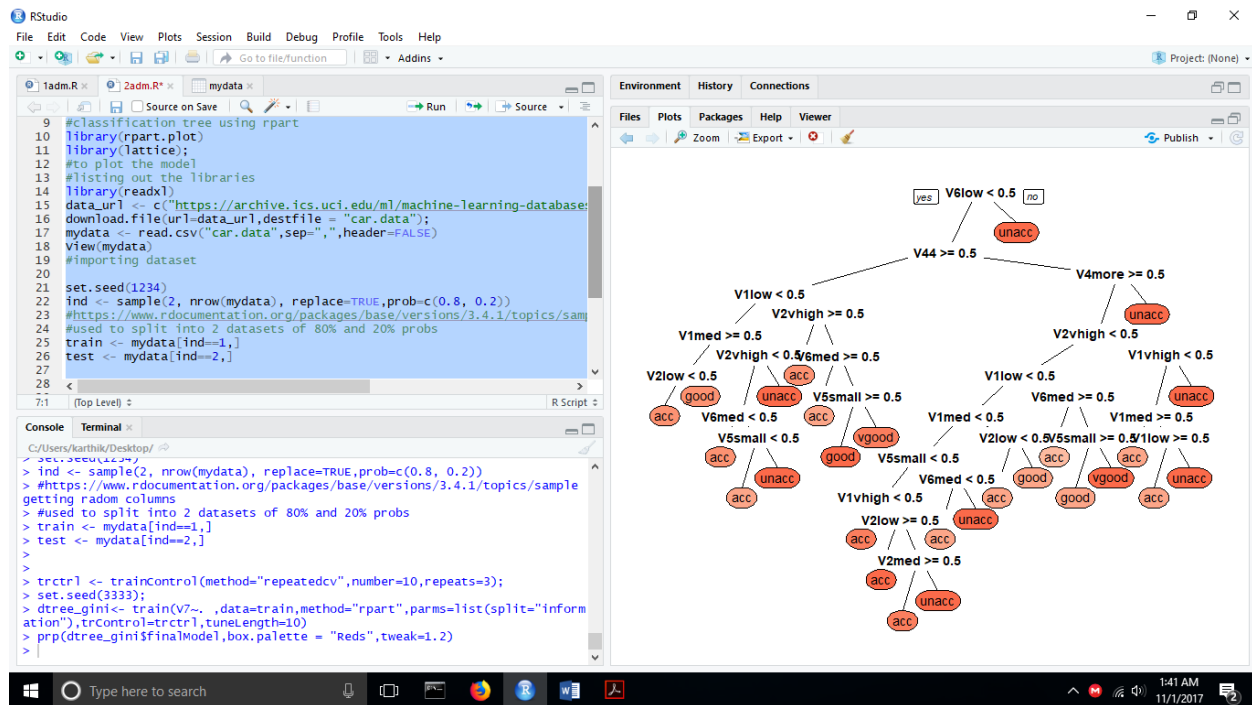 RStudio
File Edit Code View Plots Session Build Debug Profile Tools Help
Go to file/function Addins Project: (None)
1adm.R 2adm.R* mydata
Source on Save Run Source
9 #classification tree using rpart
10 library(rpart.plot)
11 library(lattice);
12 #to plot the model
13 #listing out the libraries
14 library(readxl)
15 data_url <- c("https://archive.ics.uci.edu/ml/machine-learning-database
16 download.file(url=data_url,destfile = "car.data");
17 mydata <- read.csv("car.data",sep=",",header=FALSE)
18 View(mydata)
19 #importing dataset
20
21 set.seed(1234)
22 ind <- sample(2, nrow(mydata), replace=TRUE,prob=c(0.8, 0.2))
23 #https://www.rdocumentation.org/packages/base/versions/3.4.1/topics/sam
24 #used to split into 2 datasets of 80% and 20% probs
25 train <- mydata[ind==1,]
26 test <- mydata[ind==2,]
27
28
7:1 (Top Level) R Script
Console Terminal
C:/Users/karthik/Desktop/
> set.seed(1234)
> ind <- sample(2, nrow(mydata), replace=TRUE,prob=c(0.8, 0.2))
> #https://www.rdocumentation.org/packages/base/versions/3.4.1/topics/sample
getting radom columns
> #used to split into 2 datasets of 80% and 20% probs
> train <- mydata[ind==1,]
> test <- mydata[ind==2,]
>
>
> trctrl <- trainControl(method="repeatedcv",number=10,repeats=3);
> set.seed(3333);
> dtree_gini<- train(V7~. ,data=train,method="rpart",parms=list(split="inform
ation"),trControl=trctrl,tuneLength=10)
> prp(dtree_gini$finalModel,box.palette = "Reds",tweak=1.2)
>
Environment History Connections
Files Plots Packages Help Viewer
Zoom Export Publish
yes V6low < 0.5 no
unacc
V44 >= 0.5
V4more >= 0.5
V1low < 0.5
V2vhigh >= 0.5 unacc
V1med >= 0.5 V2vhigh < 0.5
V2vhigh < 0.5 V6med >= 0.5 V1vhigh < 0.5
V2low < 0.5 acc V1low < 0.5
good unacc V5small >= 0.5 V6med >= 0.5 unacc
acc V6med < 0.5 acc V1med < 0.5 V1med >= 0.5
V5small < 0.5 vgood V2low < 0.5 V5small >= 0.5 V1low >= 0.5
acc good V5small < 0.5 acc acc
unacc V6med < 0.5 good vgood unacc
acc V1vhigh < 0.5 acc good acc
V2low >= 0.5 unacc
acc acc
V2med >= 0.5
acc
unacc
acc
Type here to search
1:41 AM
11/1/2017
2